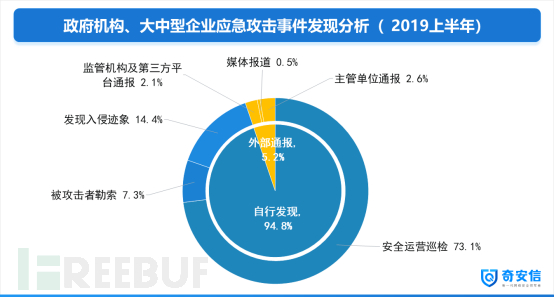 政府机构、大中型企业应急攻击事件发现分析（ 2019上半年）
媒体报道 0.5%
监管机构及第三方平
台通报 2.1%
主管单位通报 2.6%
发现入侵迹象 14.4%
外部通报,
5.2%
被攻击者勒索 7.3%
自行发现,
94.8%
安全运营巡检 73.1%
FREEBUF
奇安信